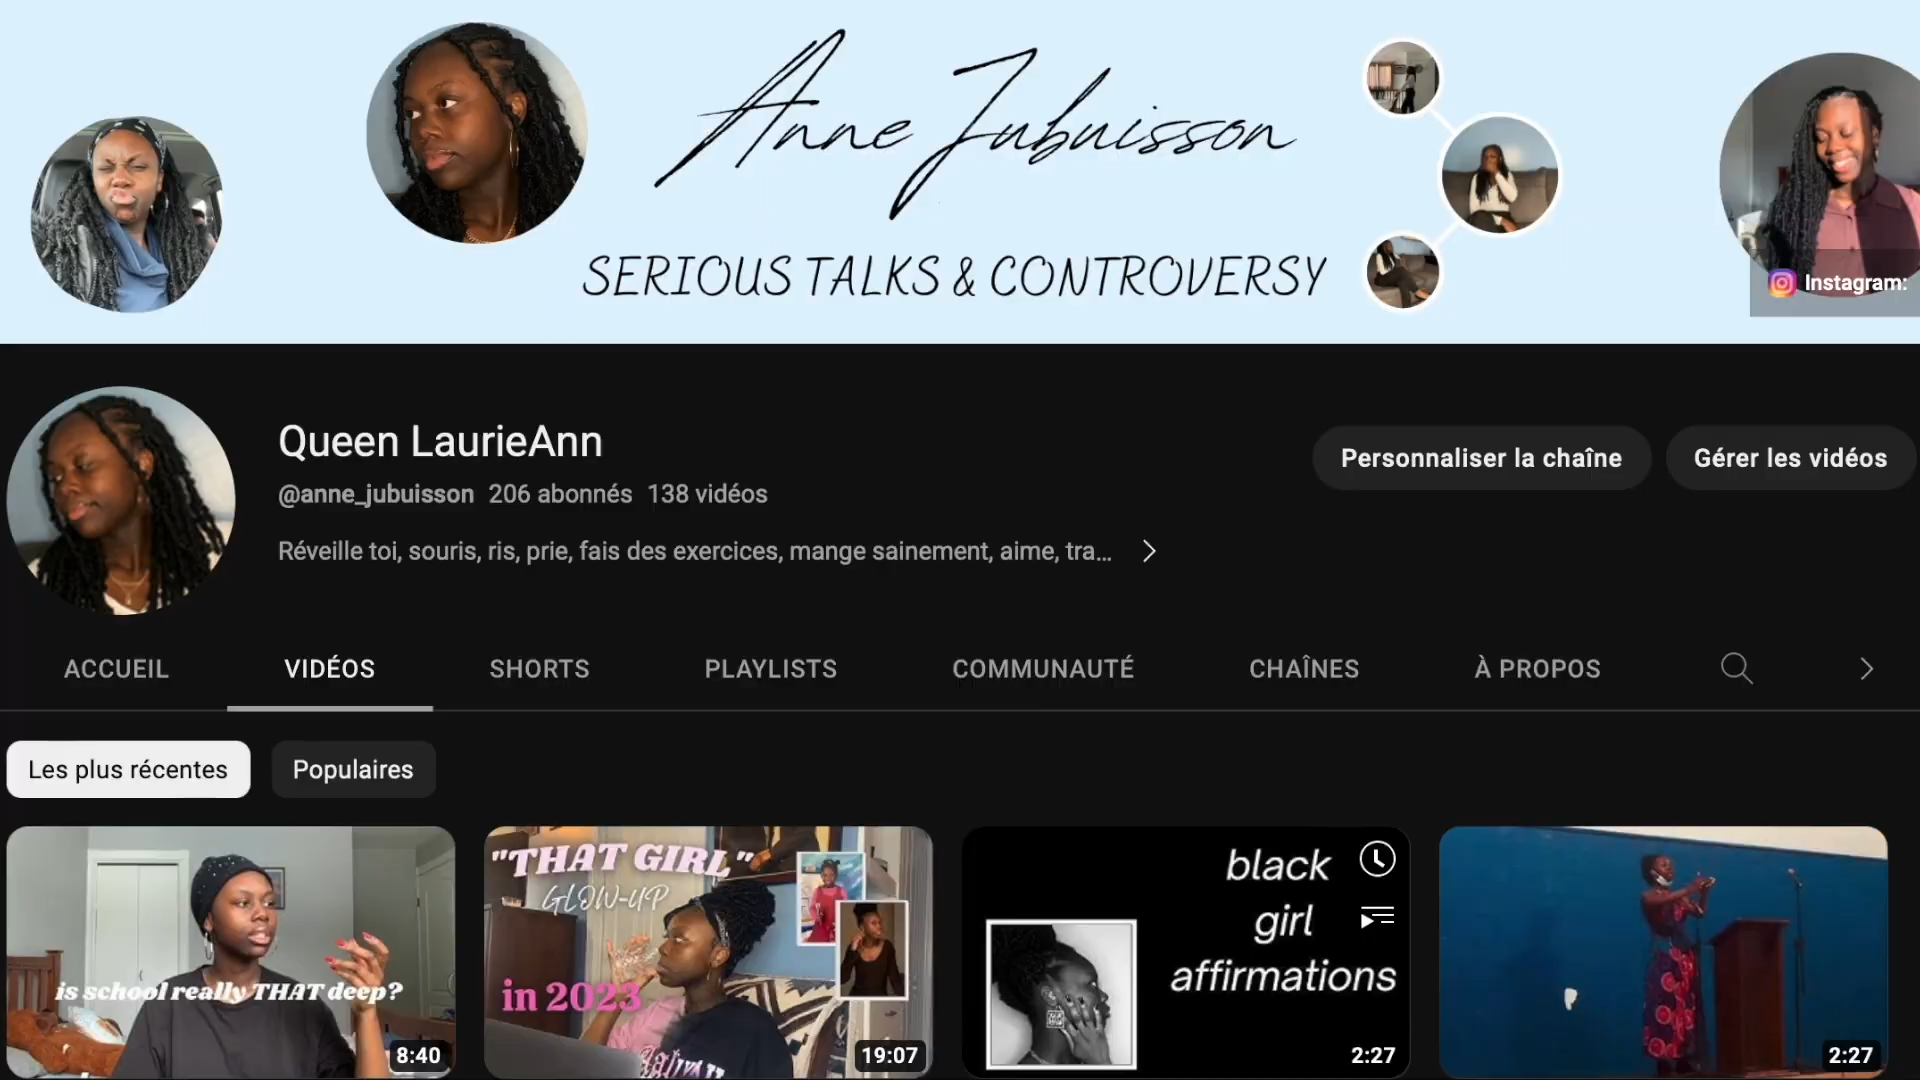 Anne Jubuisson
SERIOUS TALKS & CONTROVERSY
Instagram:
Queen LaurieAnn
@anne_jubuisson 206 abonnés 138 vidéos
Réveille toi, souris, ris, prie, fais des exercices, mange sainement, aime, tra...
Personnaliser la chaîne
Gérer les vidéos
ACCUEIL VIDÉOS SHORTS PLAYLISTS COMMUNAUTÉ CHAÎNES À PROPOS
Les plus récentes
Populaires
is school really THAT deep?
8:40
"THAT GIRL"
GLOW-UP
in 2023
19:07
black
girl
affirmations
2:27
2:27